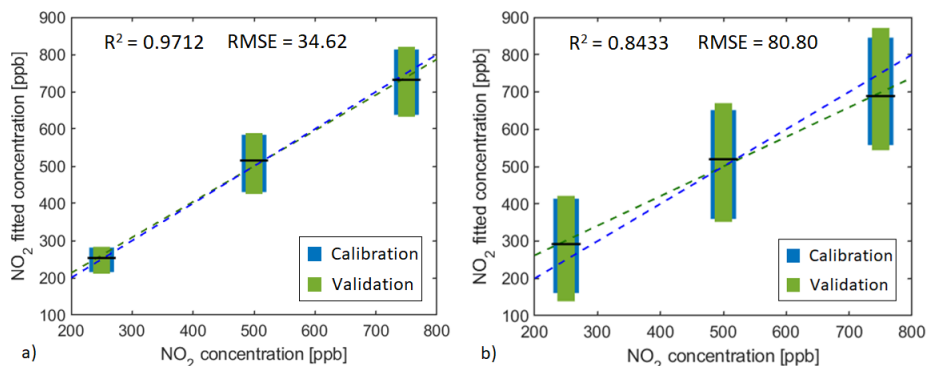 R² = 0.9712 RMSE = 34.62
NO₂ fitted concentration [ppb]
900
800
700
600
500
400
300
200
100
Calibration
Validation
200 300 400 500 600 700 800
NO₂ concentration [ppb]
a)
R² = 0.8433 RMSE = 80.80
NO₂ fitted concentration [ppb]
900
800
700
600
500
400
300
200
100
Calibration
Validation
200 300 400 500 600 700 800
NO₂ concentration [ppb]
b)